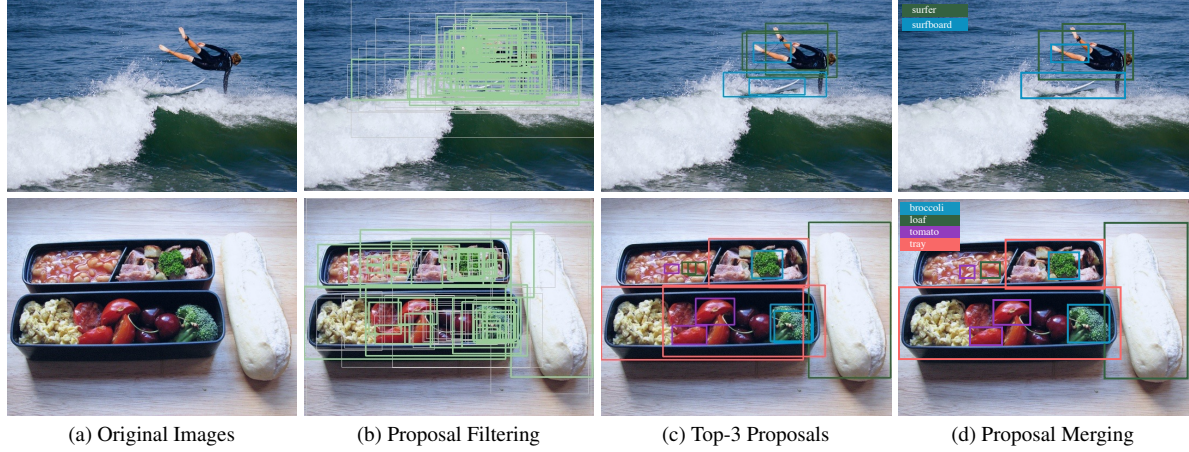 surfer
surfboard
broccoli
loaf
tomato
tray
(a) Original Images
(b) Proposal Filtering
(c) Top-3 Proposals
(d) Proposal Merging